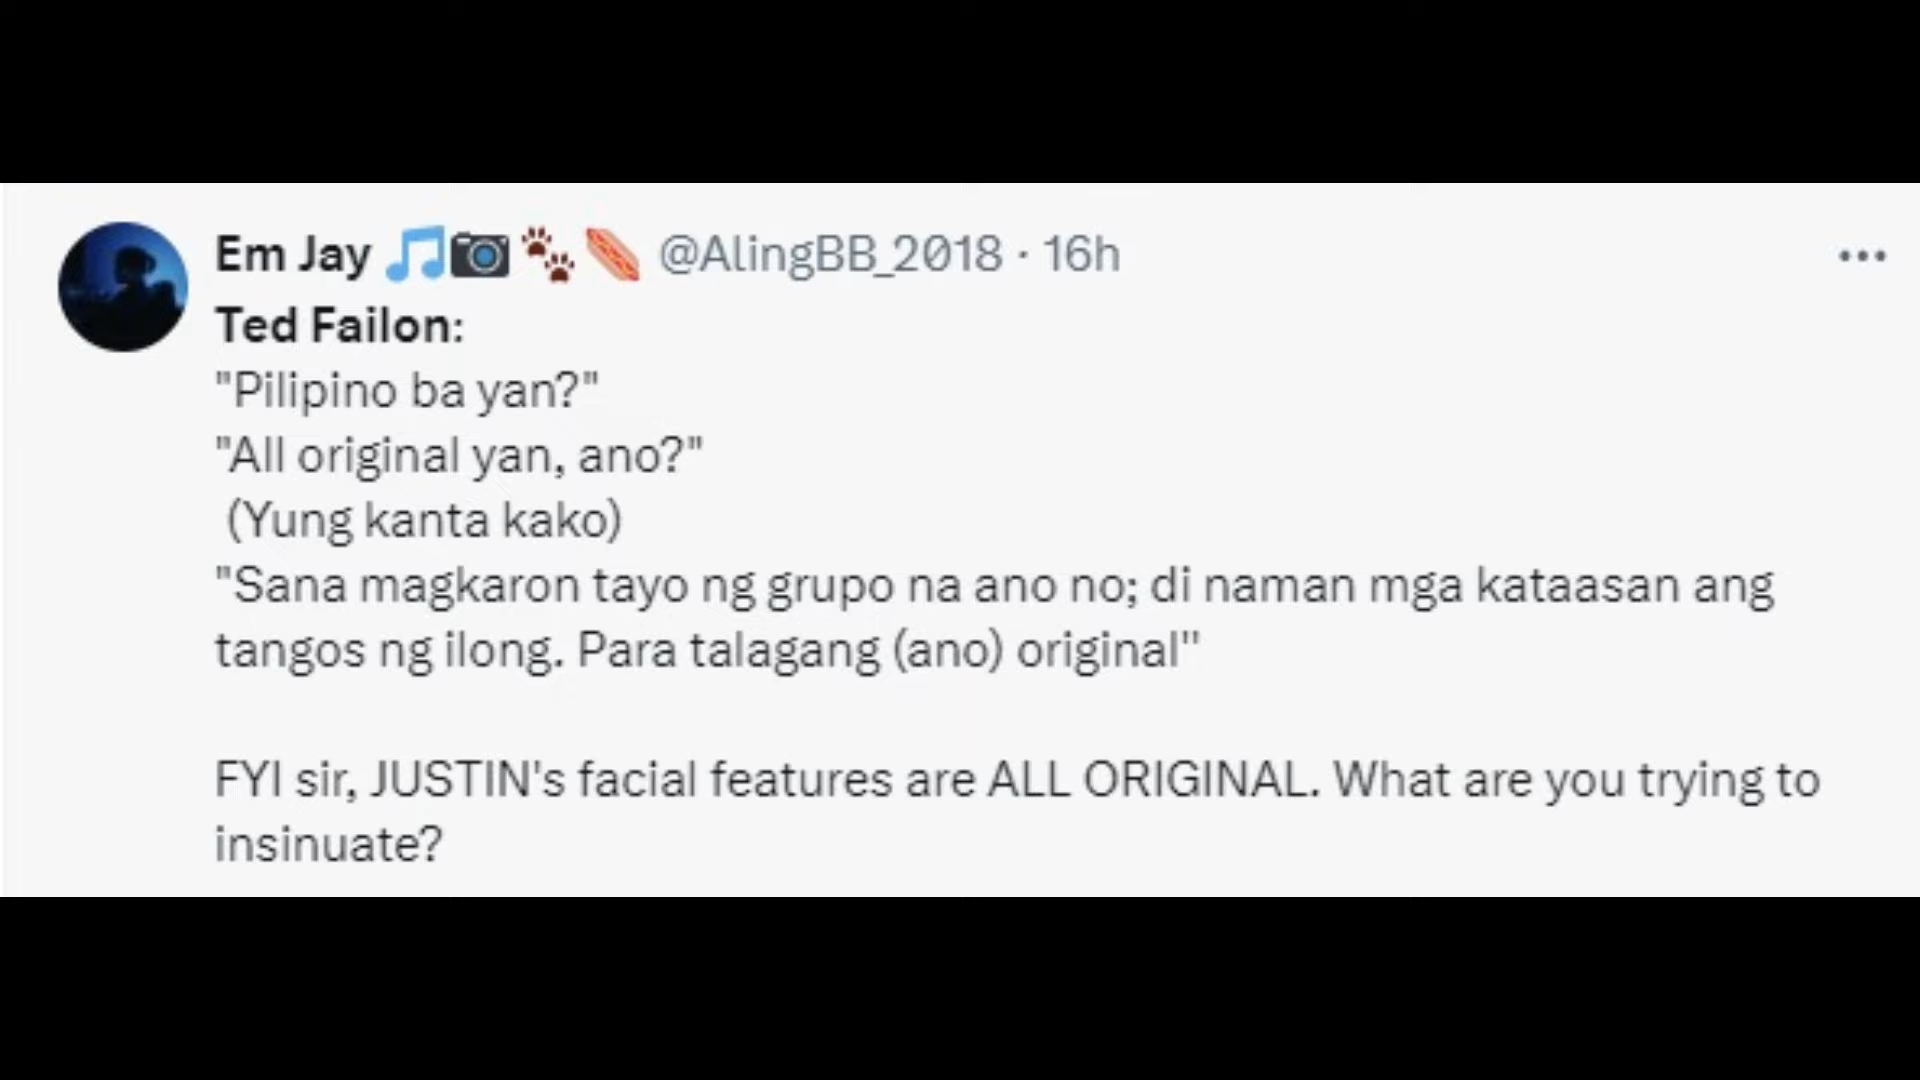 Em Jay 🎵📷🐾🌭 @AlingBB_2018 · 16h
Ted Failon:
"Pilipino ba yan?"
"All original yan, ano?"
(Yung kanta kako)
"Sana magkaron tayo ng grupo na ano no; di naman mga kataasan ang
tangos ng ilong. Para talagang (ano) original"
FYI sir, JUSTIN's facial features are ALL ORIGINAL. What are you trying to
insinuate?